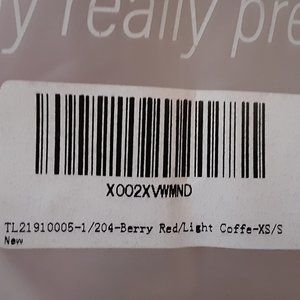 y really pre
X002XVWMND
TL21910005-1/204-Berry Red/Light Coffe-XS/S
New